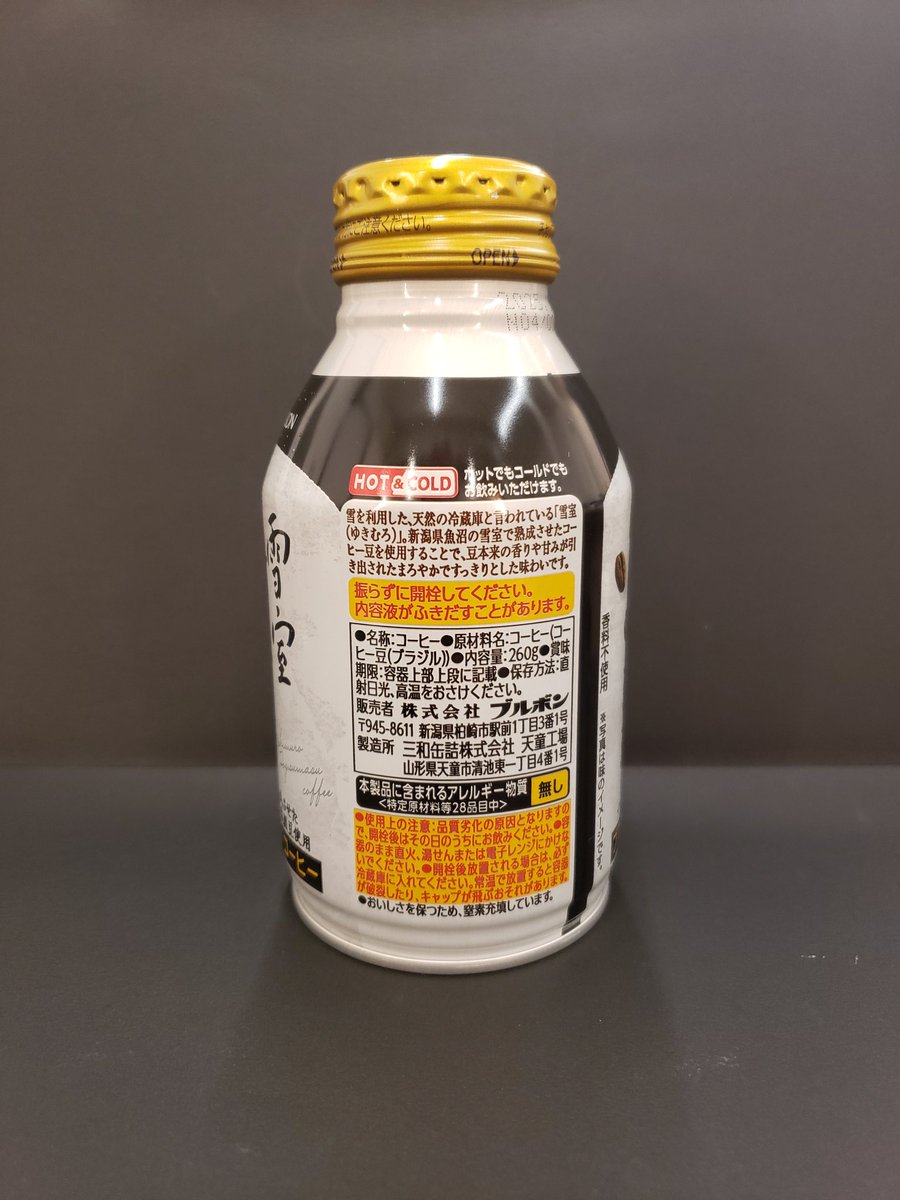 ご注意ください。
OPEN
HOT & COLD
ホットでもコールドでも
お飲みいただけます。
雪を利用した、天然の冷蔵庫と言われている「雪室
(ゆきむろ)」。新潟県魚沼の雪室で熟成させたコー
ヒー豆を使用することで、豆本来の香りや甘みが引
き出されたまろやかですっきりとした味わいです。
振らずに開栓してください。
内容液がふきだすことがあります。
●名称:コーヒー●原材料名:コーヒー(コー
ヒー豆(ブラジル))●内容量:260g●賞味
期限:容器上部上段に記載●保存方法:直
射日光、高温をおさけください。
販売者 株式会社 ブルボン
〒945-8611 新潟県柏崎市駅前1丁目3番1号
製造所 三和缶詰株式会社 天童工場
山形県天童市清池東一丁目4番1号
本製品に含まれるアレルギー物質
<特定原材料等28品目中>
無し
●使用上の注意:品質劣化の原因となりますの
で、開栓後はその日のうちにお飲みください。●容
器のまま直火、湯せんまたは電子レンジにかけな
いでください。●開栓後放置される場合は、必ず
冷蔵庫に入れてください。常温で放置すると容器
が破裂したり、キャップが飛ぶおそれがあります。
●おいしさを保つため、窒素充填しています。
雪室
coffee
使用
コーヒー
香料不使用
※写真は味のイメージです。